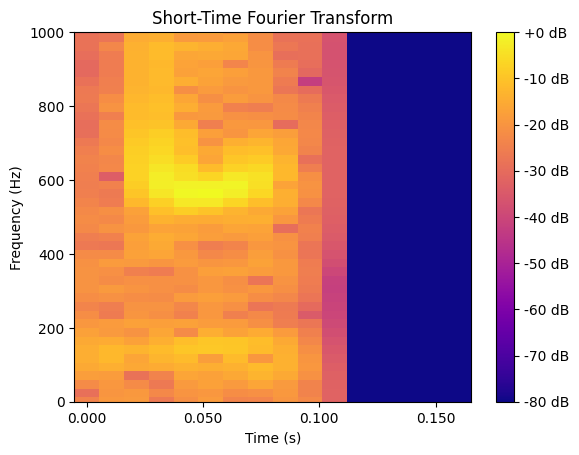 Short-Time Fourier Transform
Frequency (Hz)
1000
800
600
400
200
0
0.000
0.050
0.100
0.150
Time (s)
+0 dB
-10 dB
-20 dB
-30 dB
-40 dB
-50 dB
-60 dB
-70 dB
-80 dB